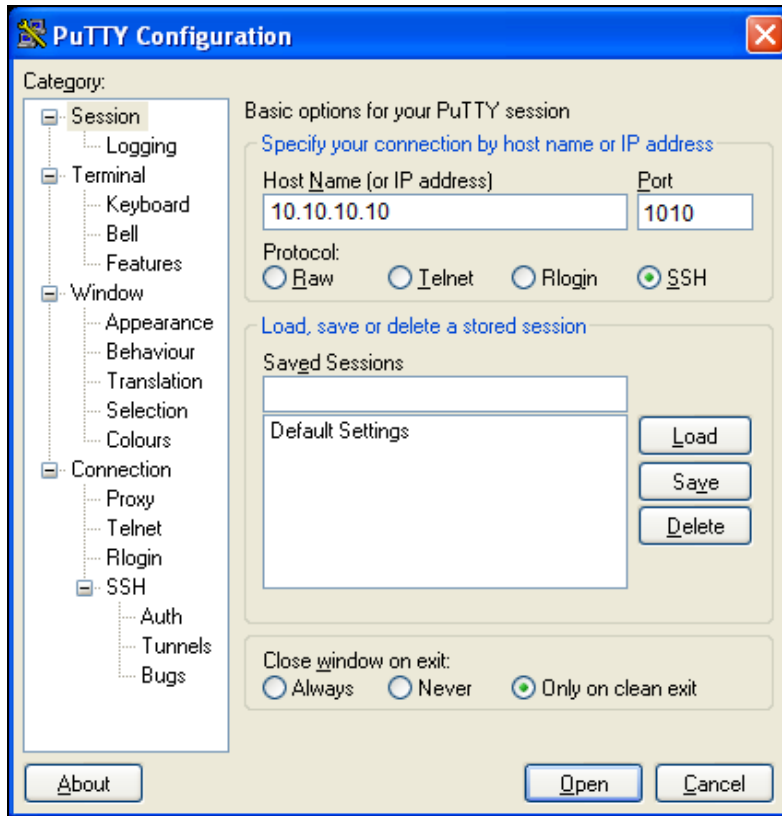 PuTTY Configuration
Category:
Session
Logging
Terminal
Keyboard
Bell
Features
Window
Appearance
Behaviour
Translation
Selection
Colours
Connection
Proxy
Telnet
Rlogin
SSH
Auth
Tunnels
Bugs
Basic options for your PuTTY session
Specify your connection by host name or IP address
Host Name (or IP address) Port
10.10.10.10 1010
Protocol:
Raw Telnet Rlogin SSH
Load, save or delete a stored session
Saved Sessions
Default Settings
Load
Save
Delete
Close window on exit:
Always Never Only on clean exit
About Open Cancel